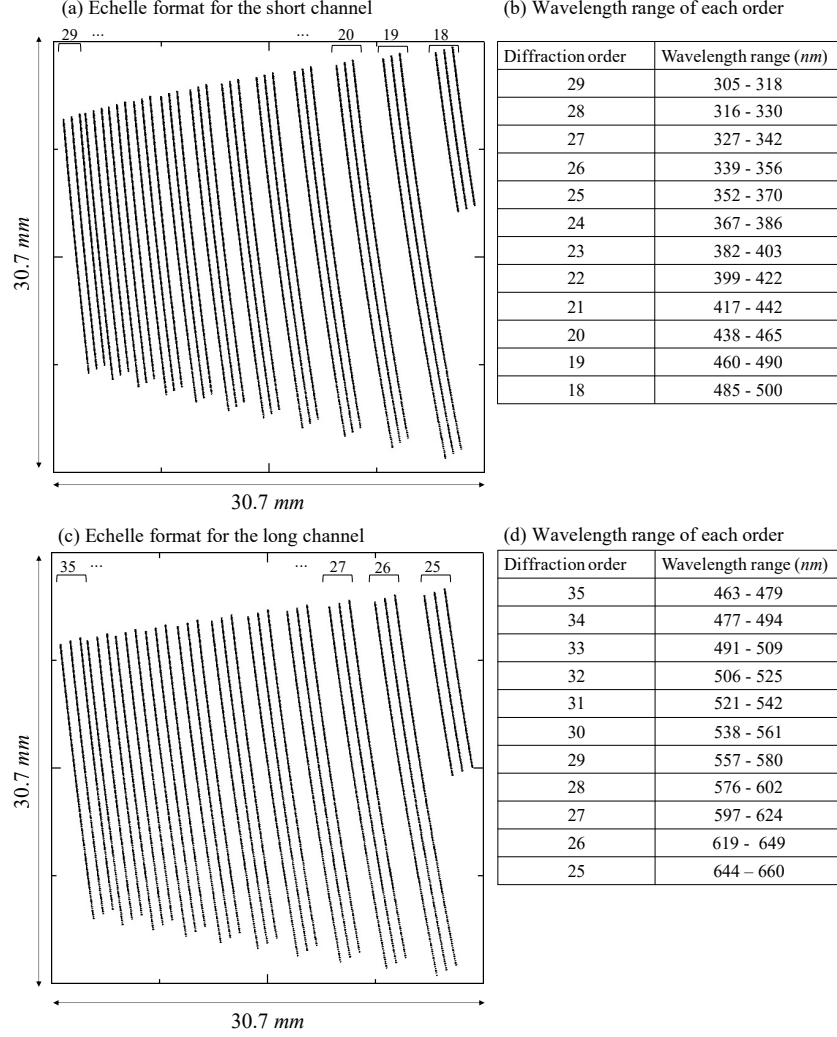 (a) Echelle format for the short channel
29 ... ... 20 19 18
30.7 mm
30.7 mm
(b) Wavelength range of each order
Diffraction order Wavelength range (nm)
29 305 - 318
28 316 - 330
27 327 - 342
26 339 - 356
25 352 - 370
24 367 - 386
23 382 - 403
22 399 - 422
21 417 - 442
20 438 - 465
19 460 - 490
18 485 - 500
(c) Echelle format for the long channel
35 ... ... 27 26 25
30.7 mm
30.7 mm
(d) Wavelength range of each order
Diffraction order Wavelength range (nm)
35 463 - 479
34 477 - 494
33 491 - 509
32 506 - 525
31 521 - 542
30 538 - 561
29 557 - 580
28 576 - 602
27 597 - 624
26 619 - 649
25 644 – 660